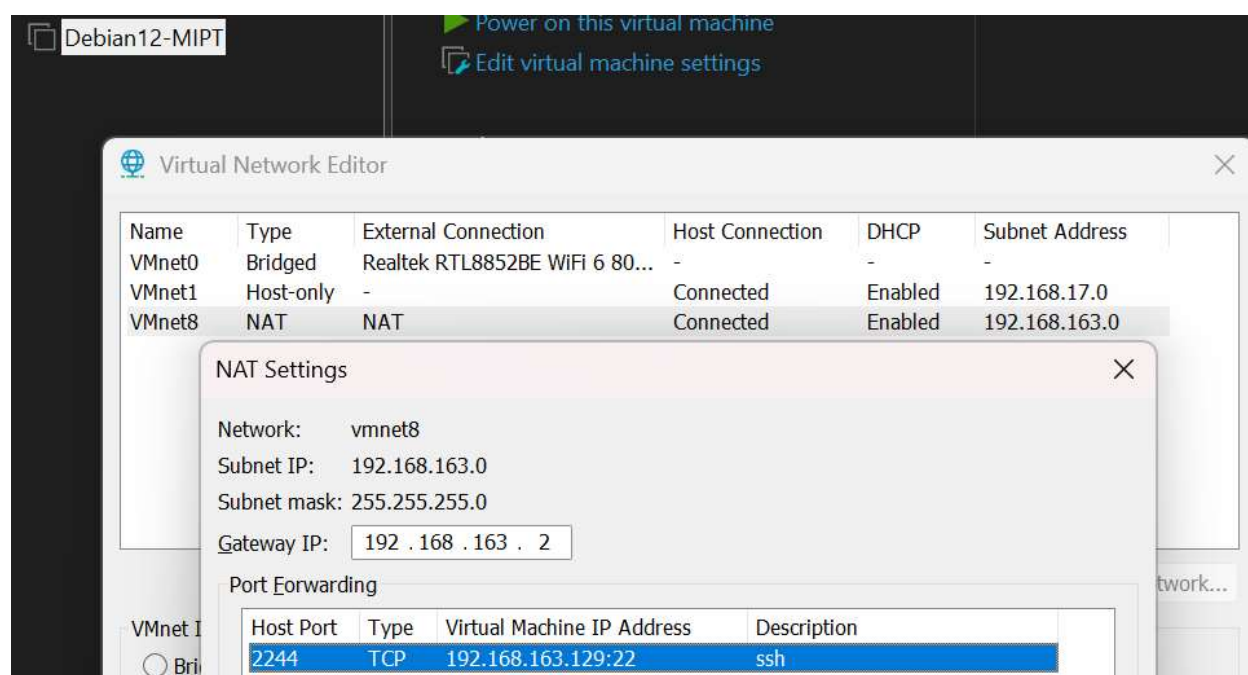 Power on this virtual machine
Debian12-MIPT
Edit virtual machine settings
Virtual Network Editor
Name Type External Connection Host Connection DHCP Subnet Address
VMnet0 Bridged Realtek RTL8852BE WiFi 6 80... - - -
VMnet1 Host-only - Connected Enabled 192.168.17.0
VMnet8 NAT NAT Connected Enabled 192.168.163.0
NAT Settings
Network: vmnet8
Subnet IP: 192.168.163.0
Subnet mask: 255.255.255.0
Gateway IP: 192 . 168 . 163 . 2
Port Forwarding
twork...
VMnet I
Host Port Type Virtual Machine IP Address Description
Bri
2244 TCP 192.168.163.129:22 ssh